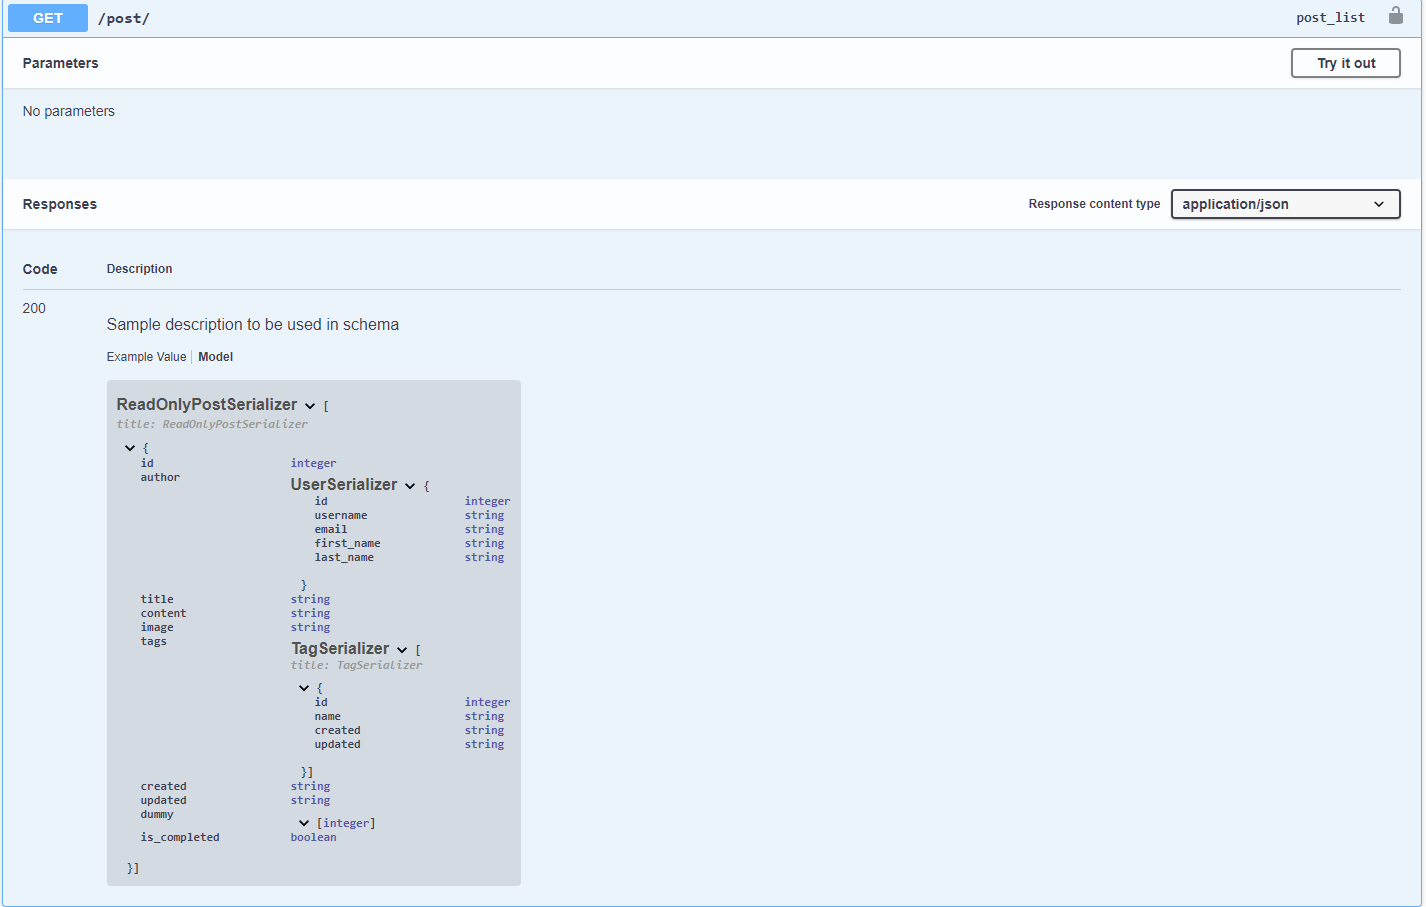 GET /post/ post_list
Parameters Try it out
No parameters
Responses Response content type application/json
Code Description
200
Sample description to be used in schema
Example Value Model
ReadOnlyPostSerializer [
title: ReadOnlyPostSerializer
{
id integer
author
UserSerializer {
id integer
username string
email string
first_name string
last_name string
}
title string
content string
image string
tags
TagSerializer [
title: TagSerializer
{
id integer
name string
created string
updated string
}]
created string
updated string
dummy
[integer]
is_completed boolean
}]